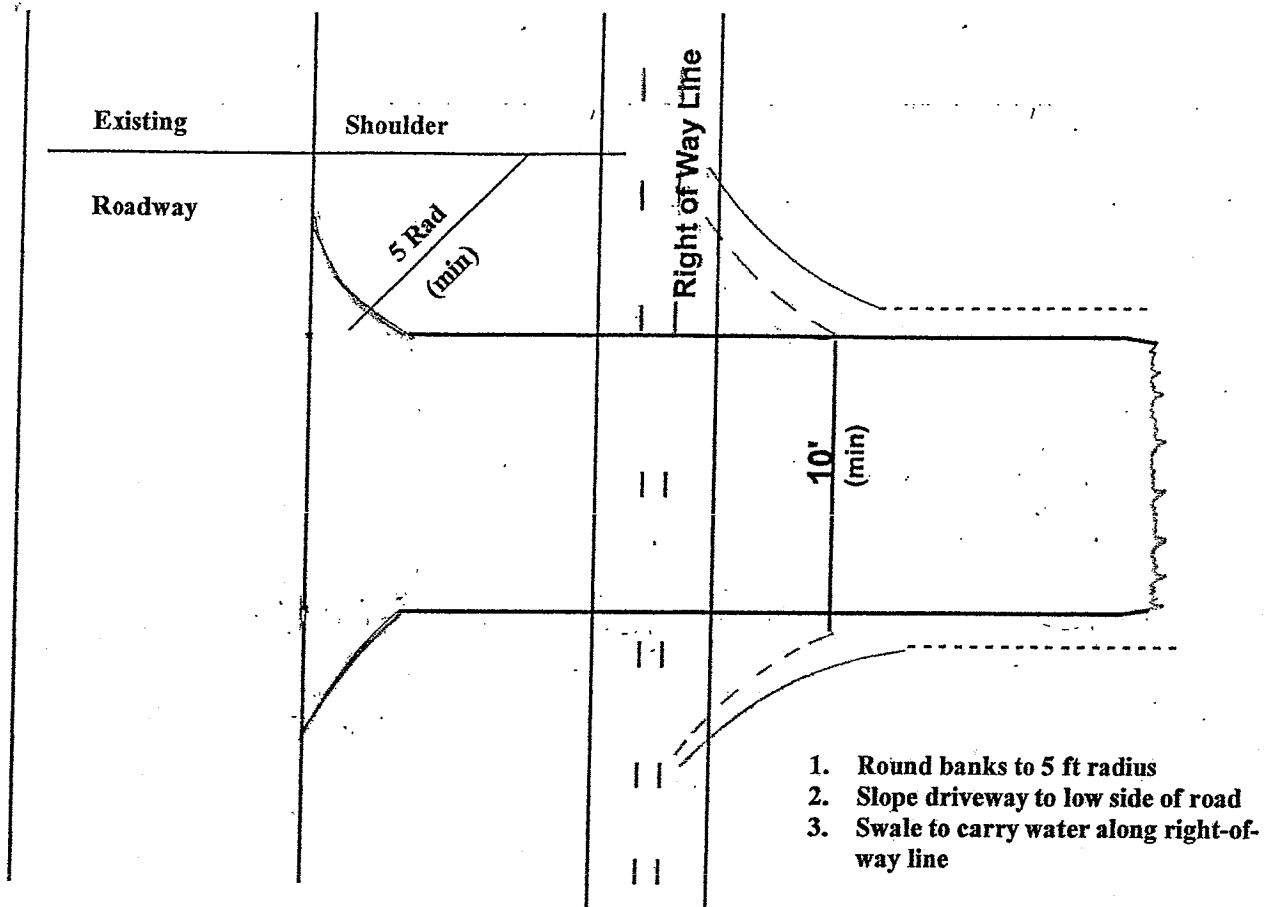 Existing
Shoulder
Roadway
5 Rad
(min)
Right of Way Line
10'
(min)
1. Round banks to 5 ft radius
2. Slope driveway to low side of road
3. Swale to carry water along right-of-
way line